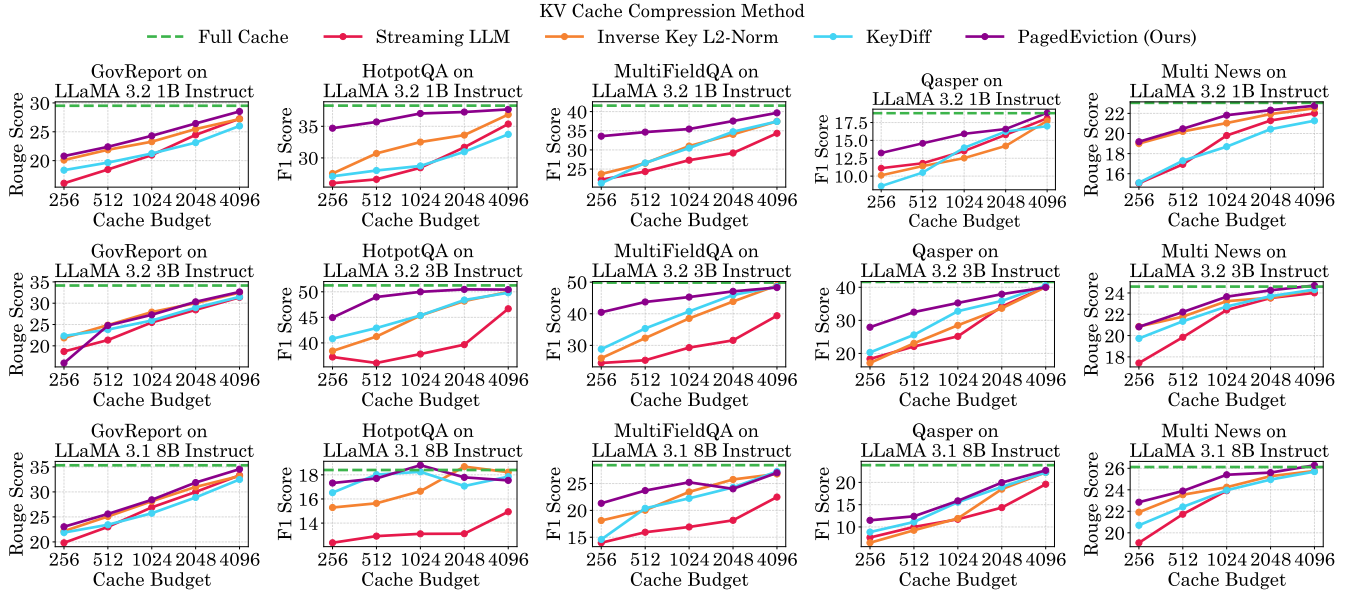 KV Cache Compression Method
Full Cache
Streaming LLM
Inverse Key L2-Norm
KeyDiff
PagedEviction (Ours)
GovReport on
LLaMA 3.2 1B Instruct
Rouge Score
30
25
20
256 512 1024 2048 4096
Cache Budget
HotpotQA on
LLaMA 3.2 1B Instruct
F1 Score
35
30
256 512 1024 2048 4096
Cache Budget
MultiFieldQA on
LLaMA 3.2 1B Instruct
F1 Score
40
35
30
25
256 512 1024 2048 4096
Cache Budget
Qasper on
LLaMA 3.2 1B Instruct
F1 Score
17.5
15.0
12.5
10.0
256 512 1024 2048 4096
Cache Budget
Multi News on
LLaMA 3.2 1B Instruct
Rouge Score
22
20
18
16
256 512 1024 2048 4096
Cache Budget
GovReport on
LLaMA 3.2 3B Instruct
Rouge Score
35
30
25
20
256 512 1024 2048 4096
Cache Budget
HotpotQA on
LLaMA 3.2 3B Instruct
F1 Score
50
45
40
256 512 1024 2048 4096
Cache Budget
MultiFieldQA on
LLaMA 3.2 3B Instruct
F1 Score
50
40
30
256 512 1024 2048 4096
Cache Budget
Qasper on
LLaMA 3.2 3B Instruct
F1 Score
40
30
20
256 512 1024 2048 4096
Cache Budget
Multi News on
LLaMA 3.2 3B Instruct
Rouge Score
24
22
20
18
256 512 1024 2048 4096
Cache Budget
GovReport on
LLaMA 3.1 8B Instruct
Rouge Score
35
30
25
20
256 512 1024 2048 4096
Cache Budget
HotpotQA on
LLaMA 3.1 8B Instruct
F1 Score
18
16
14
256 512 1024 2048 4096
Cache Budget
MultiFieldQA on
LLaMA 3.1 8B Instruct
F1 Score
25
20
15
256 512 1024 2048 4096
Cache Budget
Qasper on
LLaMA 3.1 8B Instruct
F1 Score
20
15
10
256 512 1024 2048 4096
Cache Budget
Multi News on
LLaMA 3.1 8B Instruct
Rouge Score
26
24
22
20
256 512 1024 2048 4096
Cache Budget